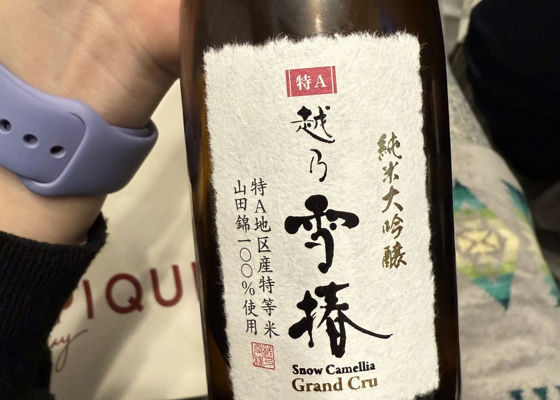 特A
越乃
雪椿
純米大吟醸
特A地区産特等米
山田錦一〇〇%使用
Snow Camellia
Grand Cru
PIQU